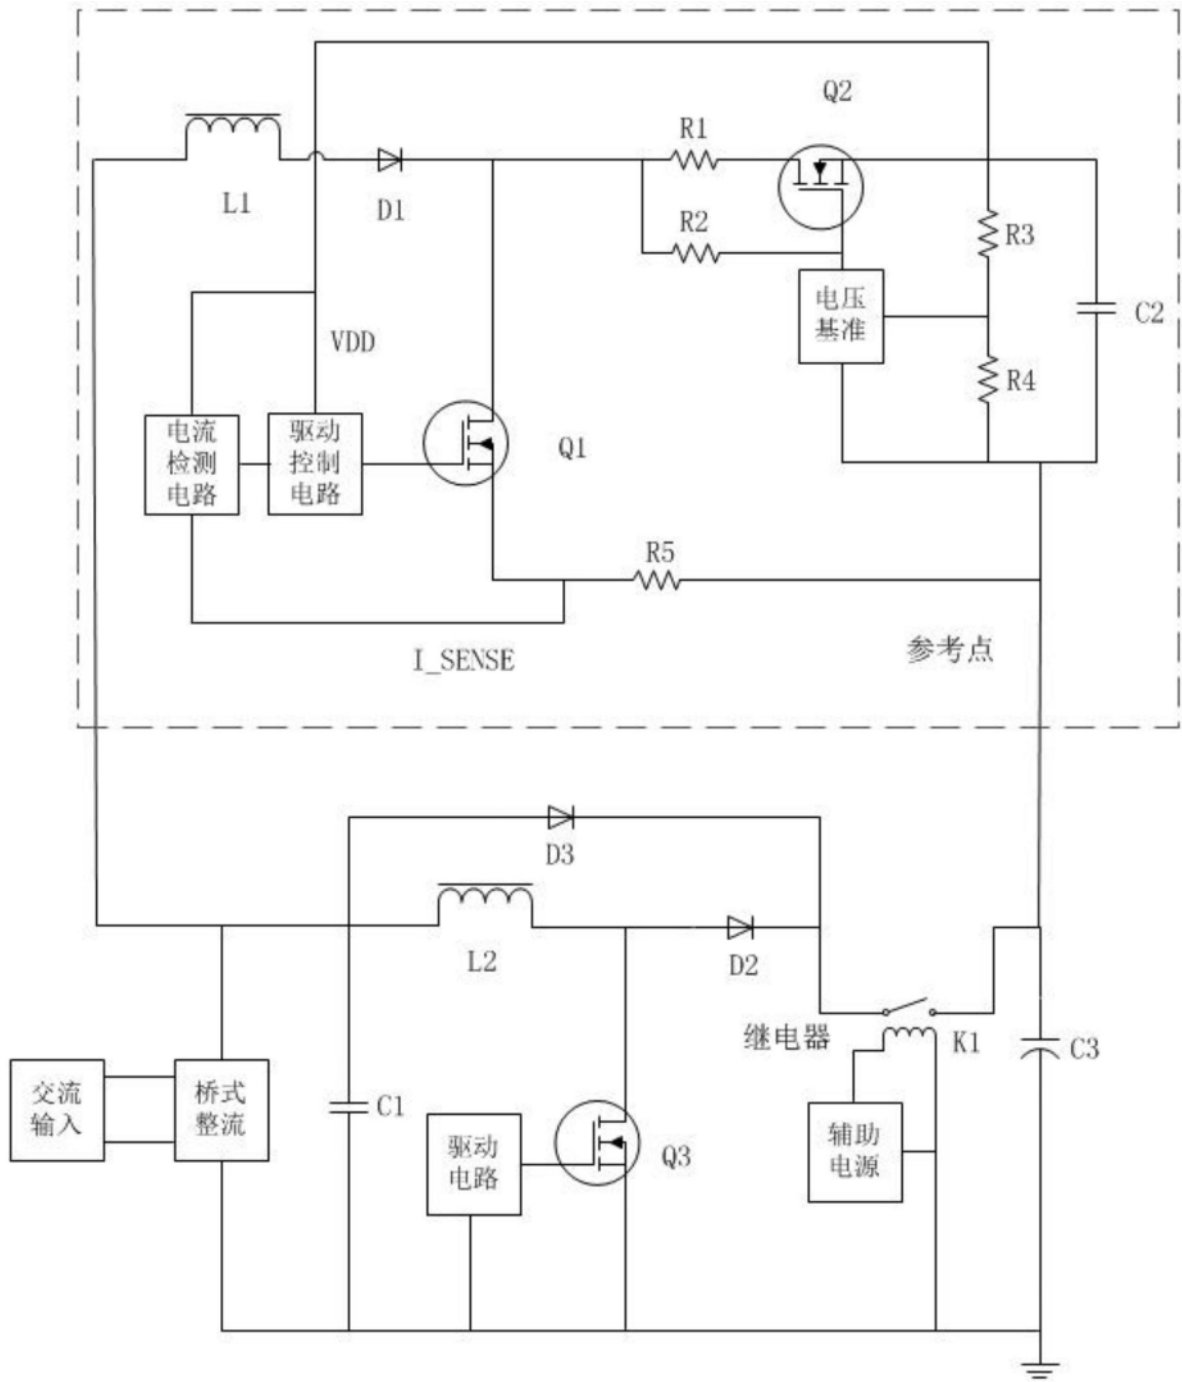 Q2
R1
L1
D1
R2
R3
电压
基准
C2
VDD
R4
电流
检测
电路
驱动
控制
电路
Q1
R5
I_SENSE
参考点
D3
L2
D2
继电器
K1
C3
交流
输入
桥式
整流
C1
驱动
电路
Q3
辅助
电源